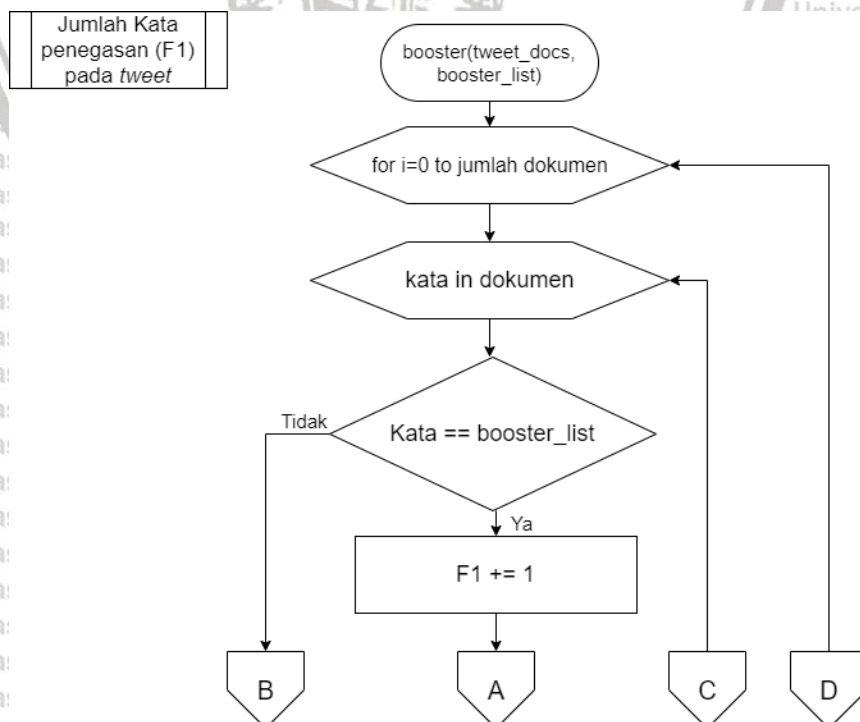 Jumlah Kata
penegasan (F1)
pada tweet
booster(tweet_docs,
booster_list)
for i=0 to jumlah dokumen
kata in dokumen
Tidak
Kata == booster_list
Ya
F1 += 1
B
A
C
D